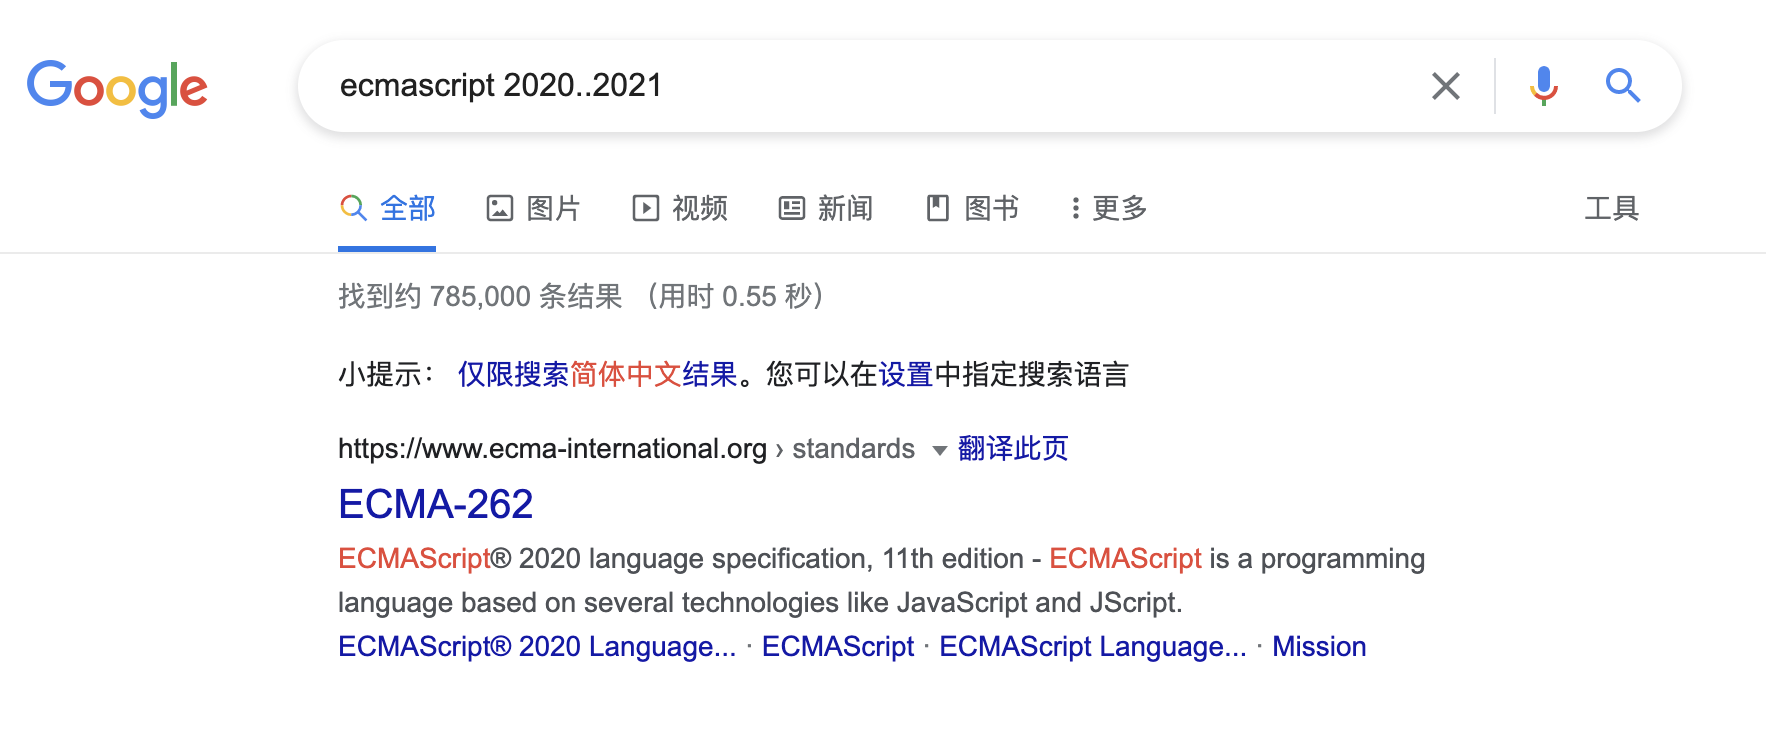 Google
ecmascript 2020..2021
全部 图片 视频 新闻 图书 更多 工具
找到约 785,000 条结果 （用时 0.55 秒）
小提示： 仅限搜索简体中文结果。您可以在设置中指定搜索语言
https://www.ecma-international.org › standards 翻译此页
ECMA-262
ECMAScript® 2020 language specification, 11th edition - ECMAScript is a programming
language based on several technologies like JavaScript and JScript.
ECMAScript® 2020 Language... · ECMAScript · ECMAScript Language... · Mission